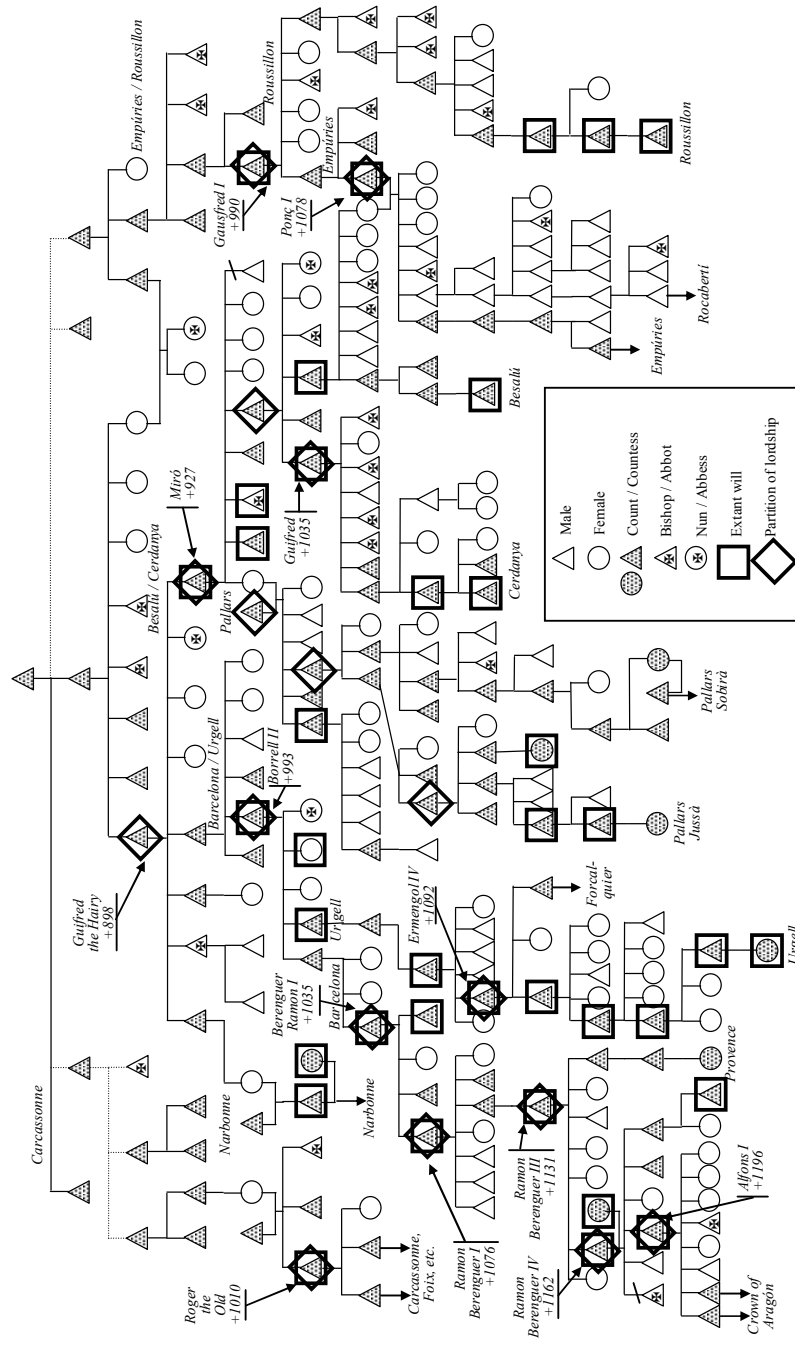 Carcassonne
Empúries / Roussillon
Gausfred I
+990
Roussillon
Miró
+927
Besalú / Cerdanya
Guifred
the Hairy
+898
Barcelona / Urgell
Borrell II
+993
Pallars
Guifred
+1035
Ponç I
+1078
Empúries
Narbonne
Narbonne
Roger
the
Old
+1010
Carcassonne,
Foix, etc.
Berenguer
Ramon I
+1035
Barcelona
Urgell
Ermengol IV
+1092
Ramon
Berenguer I
+1076
Forcal-
quier
Ramon
Berenguer III
+1131
Ramon
Berenguer IV
+1162
Alfons I
+1196
Provence
Urgell
Crown of
Aragón
Pallars
Jussà
Pallars
Sobirà
Cerdanya
Besalú
Empúries
Rocabertí
Roussillon
Male
Female
Count / Countess
Bishop / Abbot
Nun / Abbess
Extant will
Partition of lordship